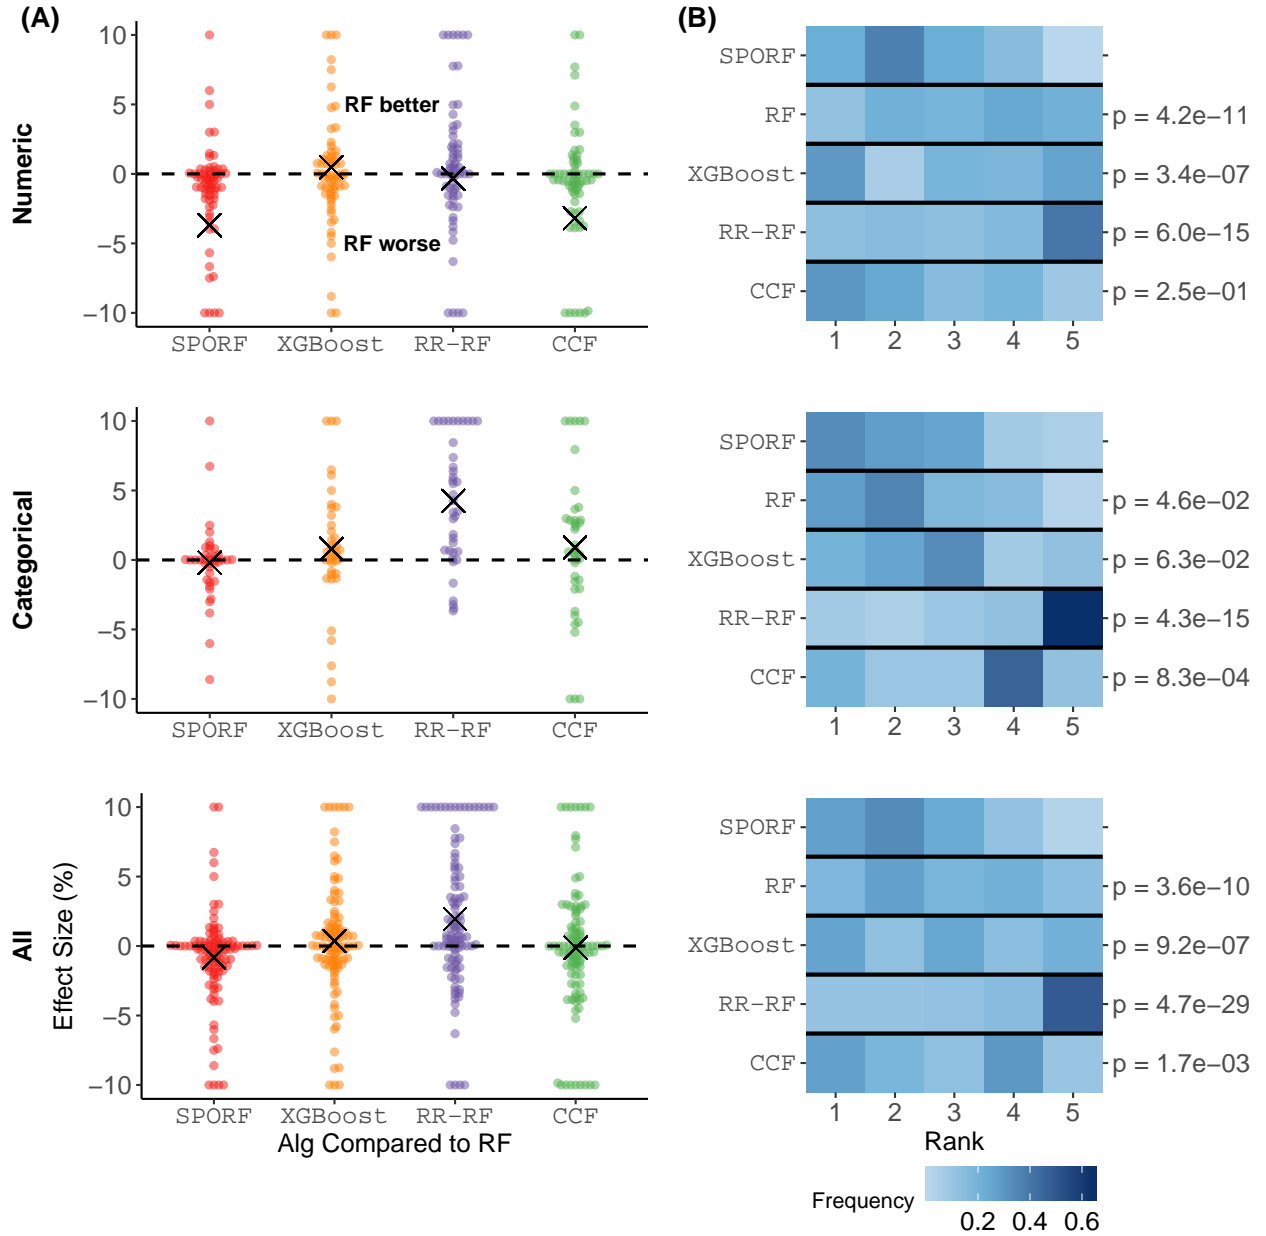 (A)
Numeric
10
5
0
−5
−10
RF better
RF worse
SPORF XGBoost RR−RF CCF
Categorical
10
5
0
−5
−10
SPORF XGBoost RR−RF CCF
All
Effect Size (%)
10
5
0
−5
−10
SPORF XGBoost RR−RF CCF
Alg Compared to RF
(B)
SPORF
RF p = 4.2e−11
XGBoost p = 3.4e−07
RR−RF p = 6.0e−15
CCF p = 2.5e−01
1 2 3 4 5
SPORF
RF p = 4.6e−02
XGBoost p = 6.3e−02
RR−RF p = 4.3e−15
CCF p = 8.3e−04
1 2 3 4 5
SPORF
RF p = 3.6e−10
XGBoost p = 9.2e−07
RR−RF p = 4.7e−29
CCF p = 1.7e−03
1 2 3 4 5
Rank
Frequency
0.2 0.4 0.6